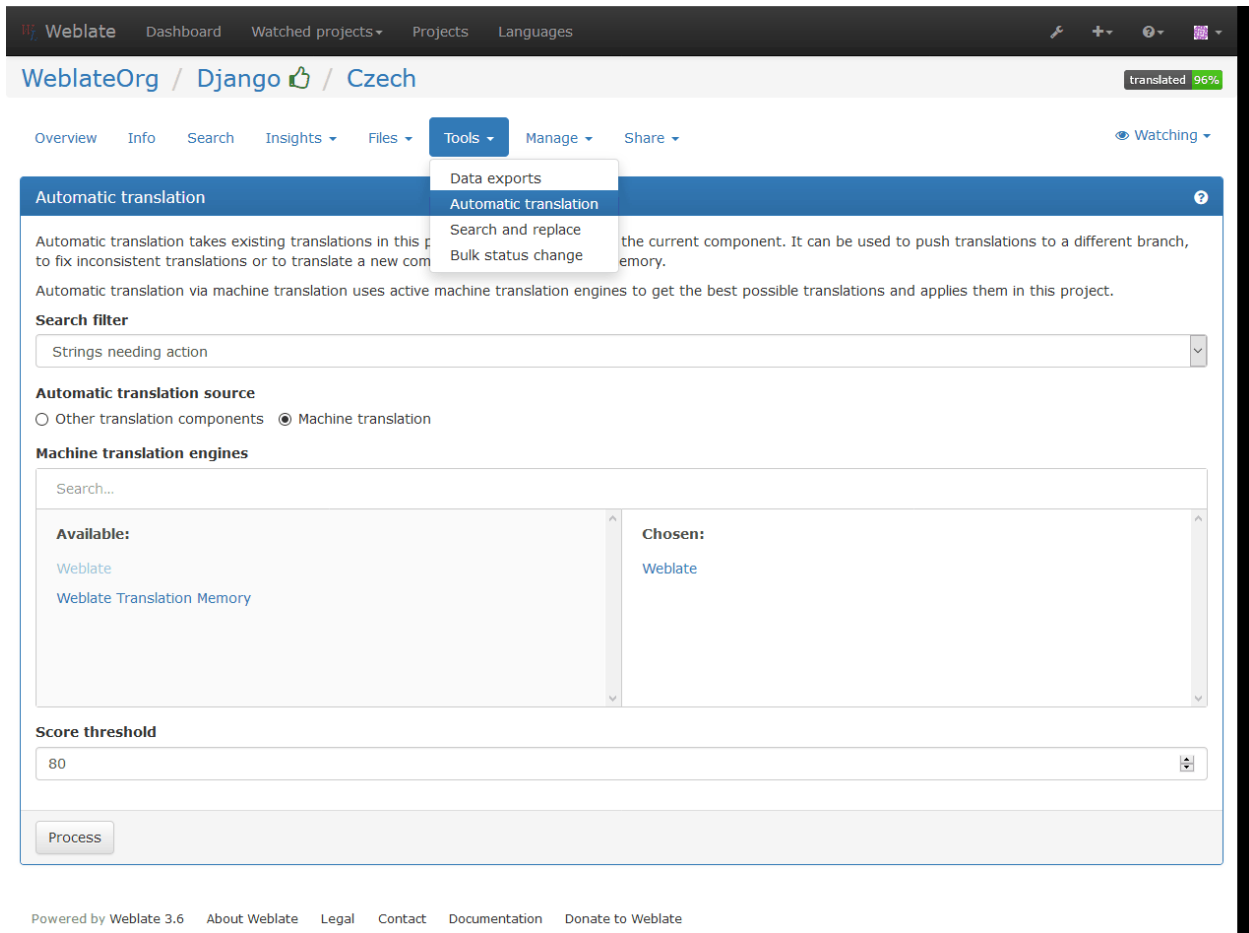 Weblate Dashboard Watched projects Projects Languages
WeblateOrg / Django / Czech translated 96%
Overview Info Search Insights Files Tools Manage Share Watching
Data exports
Automatic translation
Search and replace
Bulk status change
Automatic translation
Automatic translation takes existing translations in this p the current component. It can be used to push translations to a different branch,
to fix inconsistent translations or to translate a new com emory.
Automatic translation via machine translation uses active machine translation engines to get the best possible translations and applies them in this project.
Search filter
Strings needing action
Automatic translation source
Other translation components Machine translation
Machine translation engines
Search...
Available: Chosen:
Weblate Weblate
Weblate Translation Memory
Score threshold
80
Process
Powered by Weblate 3.6 About Weblate Legal Contact Documentation Donate to Weblate